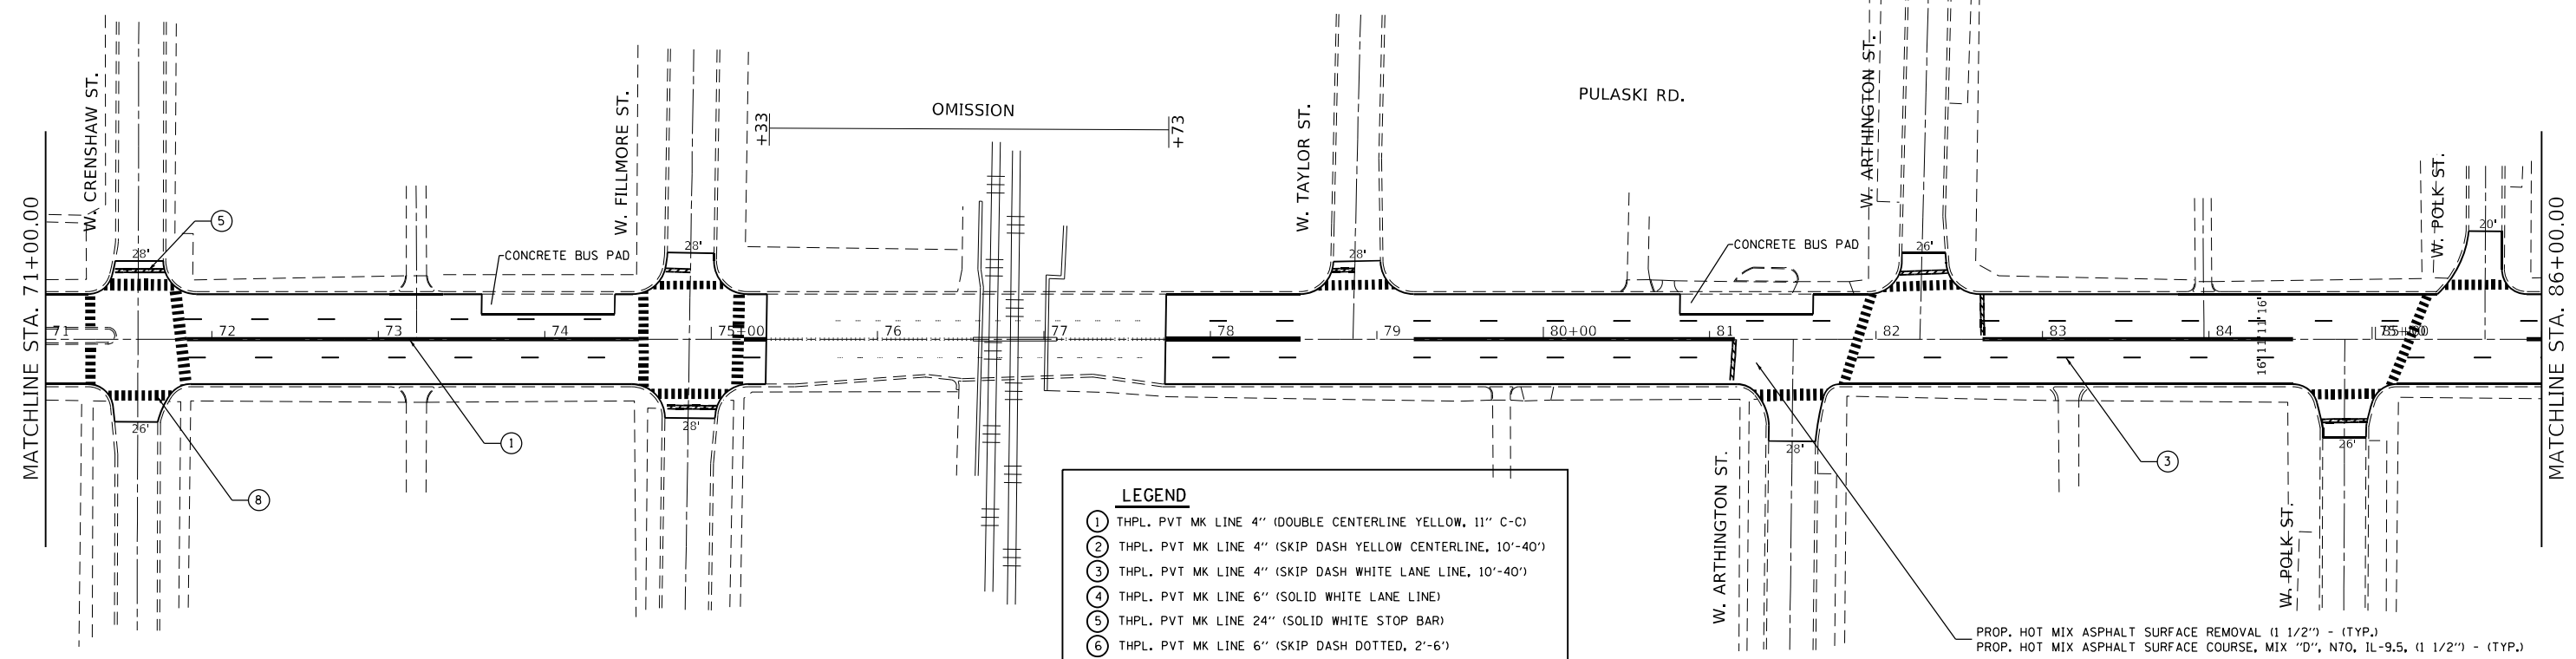 MATCHLINE STA. 71+00.00
W. CRENSHAW ST.
5
28'
CONCRETE BUS PAD
W. FILLMORE ST.
28'
+33
OMISSION
+73
W. TAYLOR ST.
28'
PULASKI RD.
CONCRETE BUS PAD
W. ARTHINGTON ST.
26'
W. POLK ST.
20'
MATCHLINE STA. 86+00.00
71
72
73
74
75+00
76
77
78
79
80+00
81
82
83
84
16' 11' 11' 16'
26'
8
1
28'
W. ARTHINGTON ST.
28'
3
W. POLK ST.
26'
LEGEND
1 THPL. PVT MK LINE 4" (DOUBLE CENTERLINE YELLOW, 11" C-C)
2 THPL. PVT MK LINE 4" (SKIP DASH YELLOW CENTERLINE, 10'-40')
3 THPL. PVT MK LINE 4" (SKIP DASH WHITE LANE LINE, 10'-40')
4 THPL. PVT MK LINE 6" (SOLID WHITE LANE LINE)
5 THPL. PVT MK LINE 24" (SOLID WHITE STOP BAR)
6 THPL. PVT MK LINE 6" (SKIP DASH DOTTED, 2'-6')
PROP. HOT MIX ASPHALT SURFACE REMOVAL (1 1/2") - (TYP.)
PROP. HOT MIX ASPHALT SURFACE COURSE, MIX "D", N70, IL-9.5, (1 1/2") - (TYP.)